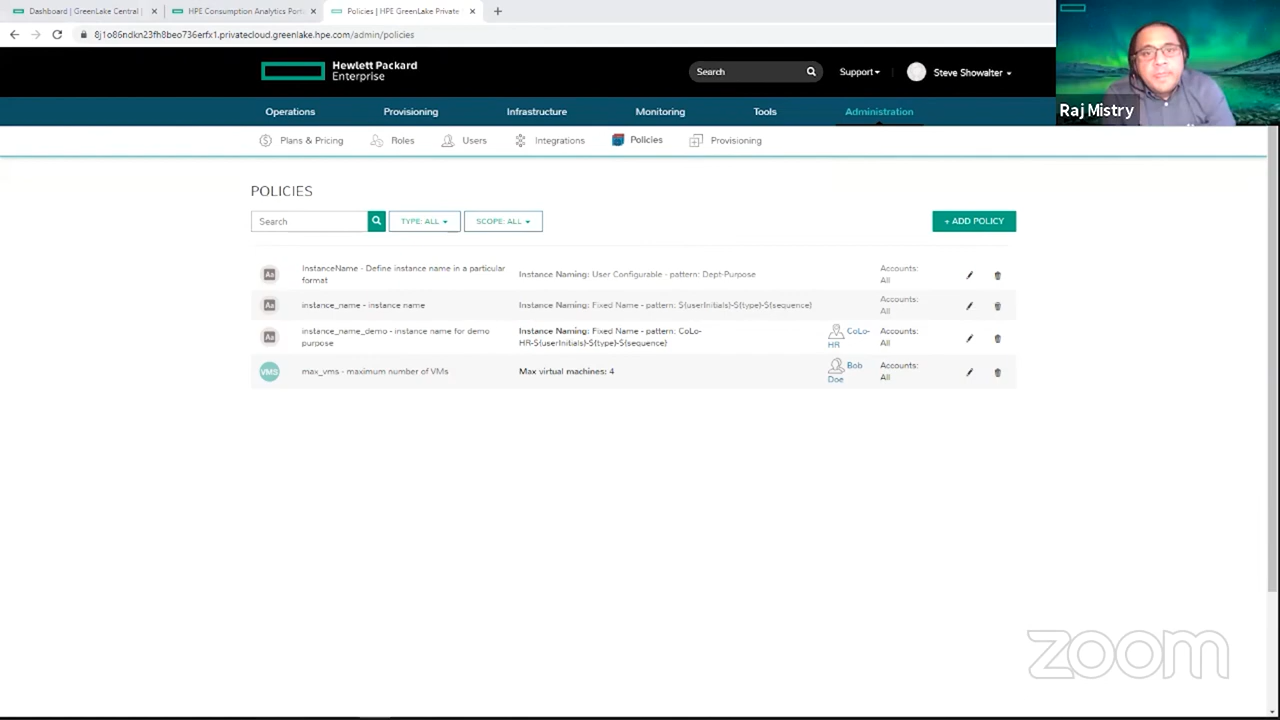 Dashboard | GreenLake Central |
HPE Consumption Analytics Port
Policies | HPE GreenLake Private
8j1o86ndkn23fh8beo736erfx1.privatecloud.greenlake.hpe.com/admin/policies
Hewlett Packard
Enterprise
Search
Support
Steve Showalter
Raj Mistry
Operations
Provisioning
Infrastructure
Monitoring
Tools
Administration
Plans & Pricing
Roles
Users
Integrations
Policies
Provisioning
POLICIES
Search
TYPE: ALL
SCOPE: ALL
+ ADD POLICY
Aa
InstanceName - Define instance name in a particular
format
Instance Naming: User Configurable - pattern: Dept-Purpose
Accounts:
All
Aa
instance_name - instance name
Instance Naming: Fixed Name - pattern: ${userInitials}-${type}-${sequence}
Accounts:
All
Aa
instance_name_demo - instance name for demo
purpose
Instance Naming: Fixed Name - pattern: CoLo-
HR-${userInitials}-${type}-${sequence}
CoLo-
HR
Accounts:
All
VMS
max_vms - maximum number of VMs
Max virtual machines: 4
Bob
Doe
Accounts:
All
zoom